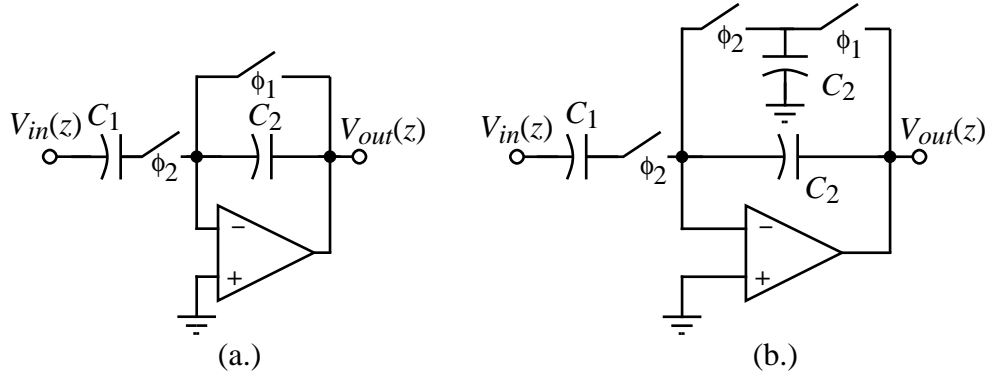 ϕ1
C2
Vin(z)
C1
ϕ2
Vout(z)
−
+
(a.)
ϕ2
ϕ1
C2
Vin(z)
C1
ϕ2
C2
Vout(z)
−
+
(b.)